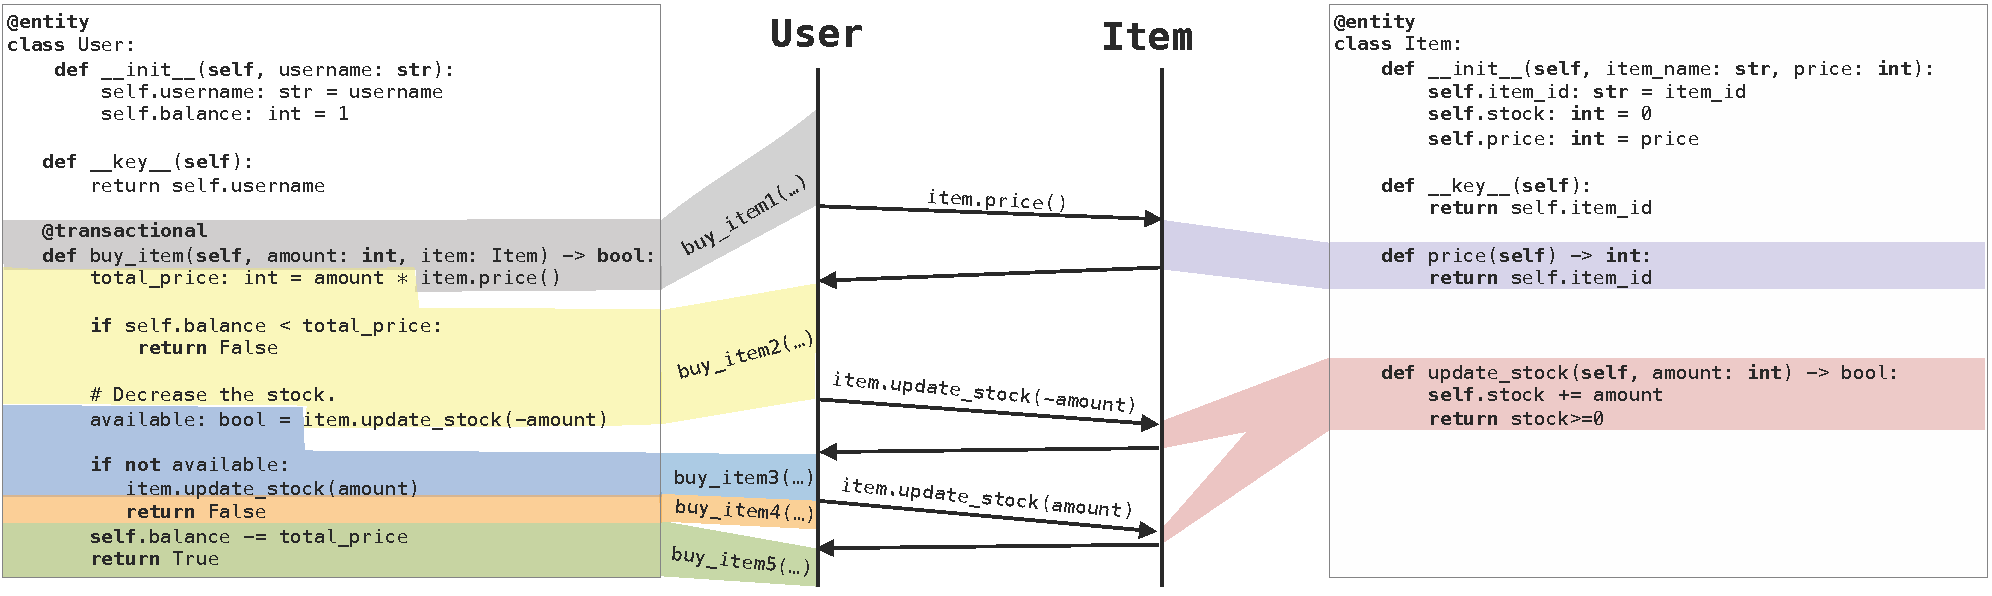 @entity
class User:
def __init__(self, username: str):
self.username: str = username
self.balance: int = 1
def __key__(self):
return self.username
@transactional
def buy_item(self, amount: int, item: Item) -> bool:
total_price: int = amount * item.price()
if self.balance < total_price:
return False
# Decrease the stock.
available: bool = item.update_stock(-amount)
if not available:
item.update_stock(amount)
return False
self.balance -= total_price
return True
User
Item
buy_item1(…)
item.price()
buy_item2(…)
item.update_stock(-amount)
buy_item3(…)
item.update_stock(amount)
buy_item4(…)
buy_item5(…)
@entity
class Item:
def __init__(self, item_name: str, price: int):
self.item_id: str = item_id
self.stock: int = 0
self.price: int = price
def __key__(self):
return self.item_id
def price(self) -> int:
return self.item_id
def update_stock(self, amount: int) -> bool:
self.stock += amount
return stock>=0